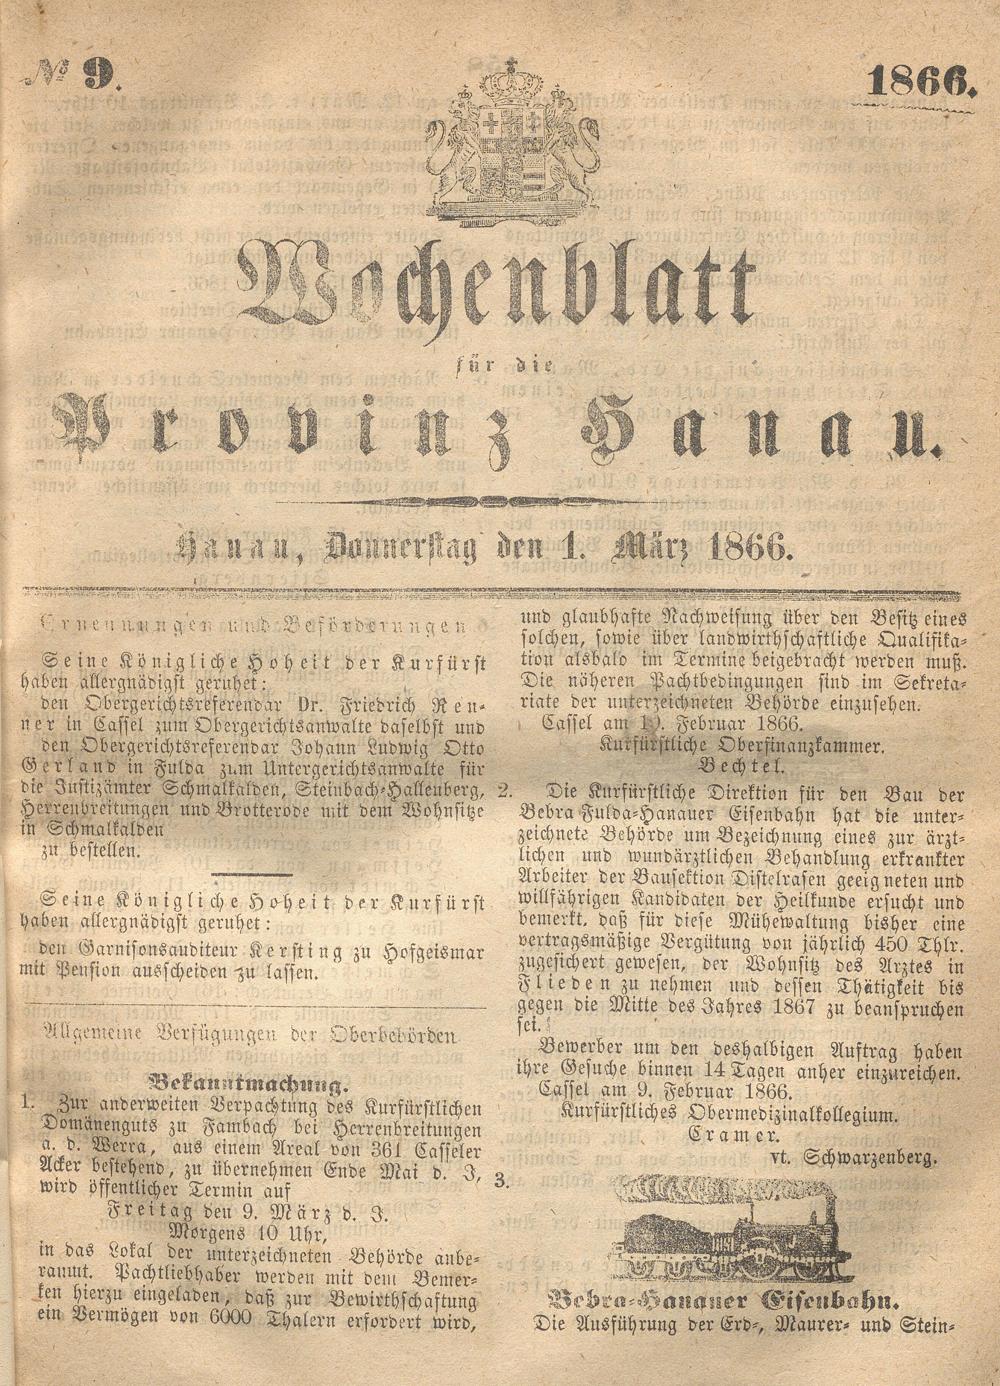 № 9.
1866.
Wochenblatt
für die
Provinz Hanau.
Hanau, Donnerstag den 1. März 1866.
Ernennungen und Beförderungen
Seine Königliche Hoheit der Kurfürst
haben allergnädigst geruhet:
den Obergerichtsreferendar Dr. Friedrich Ren-
ner in Cassel zum Obergerichtsanwalte daselbst und
den Obergerichtsreferendar Johann Ludwig Otto
Gerland in Fulda zum Untergerichtsanwalte für
die Justizämter Schmalkalden, Steinbach-Hallenberg,
Herrenbreitungen und Brotterode mit dem Wohnsitze
in Schmalkalden
zu bestellen.
Seine Königliche Hoheit der Kurfürst
haben allergnädigst geruhet:
den Garnisonsauditeur Kersting zu Hofgeismar
mit Pension ausscheiden zu lassen.
Allgemeine Verfügungen der Oberbehörden
Bekanntmachung.
1. Zur anderweiten Verpachtung des Kurfürstlichen
Domänenguts zu Fambach bei Herrenbreitungen
a. d. Werra, aus einem Areal von 361 Casseler
Acker bestehend, zu übernehmen Ende Mai d. J,
wird öffentlicher Termin auf
Freitag den 9. März d. J.
Morgens 10 Uhr,
in das Lokal der unterzeichneten Behörde anbe-
raumt. Pachtliebhaber werden mit dem Bemer-
ken hierzu eingeladen, daß zur Bewirthschaftung
ein Vermögen von 6000 Thalern erfordert wird,
und glaubhafte Nachweisung über den Besitz eines
solchen, sowie über landwirthschaftliche Qualifika-
tion alsbald im Termine beigebracht werden muß.
Die näheren Pachtbedingungen sind im Sekreta-
riate der unterzeichneten Behörde einzusehen.
Cassel am Februar 1866.
Kurfürstliche Oberfinanzkammer.
Bechtel.
2. Die Kurfürstliche Direktion für den Bau der
Bebra Fulda-Hanauer Eisenbahn hat die unter-
zeichnete Behörde um Bezeichnung eines zur ärzt-
lichen und wundärztlichen Behandlung erkrankter
Arbeiter der Bausektion Distelrasen geeigneten und
willfährigen Kandidaten der Heilkunde ersucht und
bemerkt, daß für diese Mühewaltung bisher eine
vertragsmäßige Vergütung von jährlich 450 Thlr.
zugesichert gewesen, der Wohnsitz des Arztes in
Flieden zu nehmen und dessen Thätigkeit bis
gegen die Mitte des Jahres 1867 zu beanspruchen
sei.
Bewerber um den deshalbigen Auftrag haben
ihre Gesuche binnen 14 Tagen anher einzureichen.
Cassel am 9. Februar 1866.
Kurfürstliches Obermedizinalkollegium.
Cramer.
vt. Schwarzenberg.
3.
Bebra-Hanauer Eisenbahn.
Die Ausführung der Erd-, Maurer- und Stein-